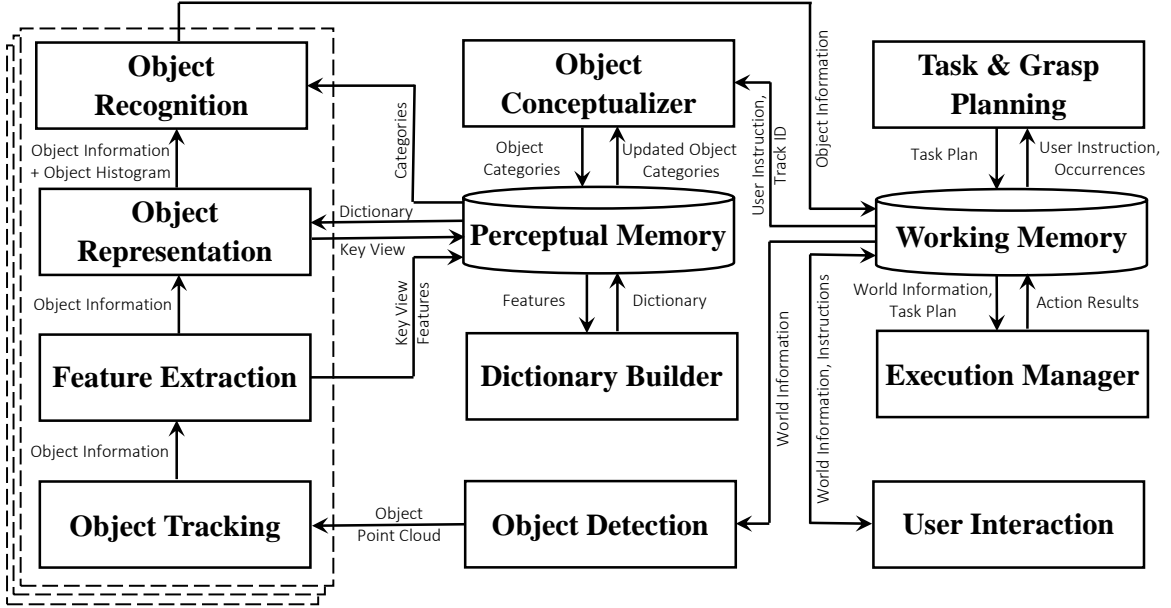 Object
Recognition
Object
Conceptualizer
Task & Grasp
Planning
Categories
User Instruction,
Track ID
Object Information
Object Information
+ Object Histogram
Object
Categories
Updated Object
Categories
Task Plan
User Instruction,
Occurrences
Object
Representation
Dictionary
Key View
Perceptual Memory
Working Memory
Object Information
Key View
Features
Features
Dictionary
World Information
World Information, Instructions
World Information,
Task Plan
Action Results
Feature Extraction
Dictionary Builder
Execution Manager
Object Information
Object Tracking
Object
Point Cloud
Object Detection
User Interaction